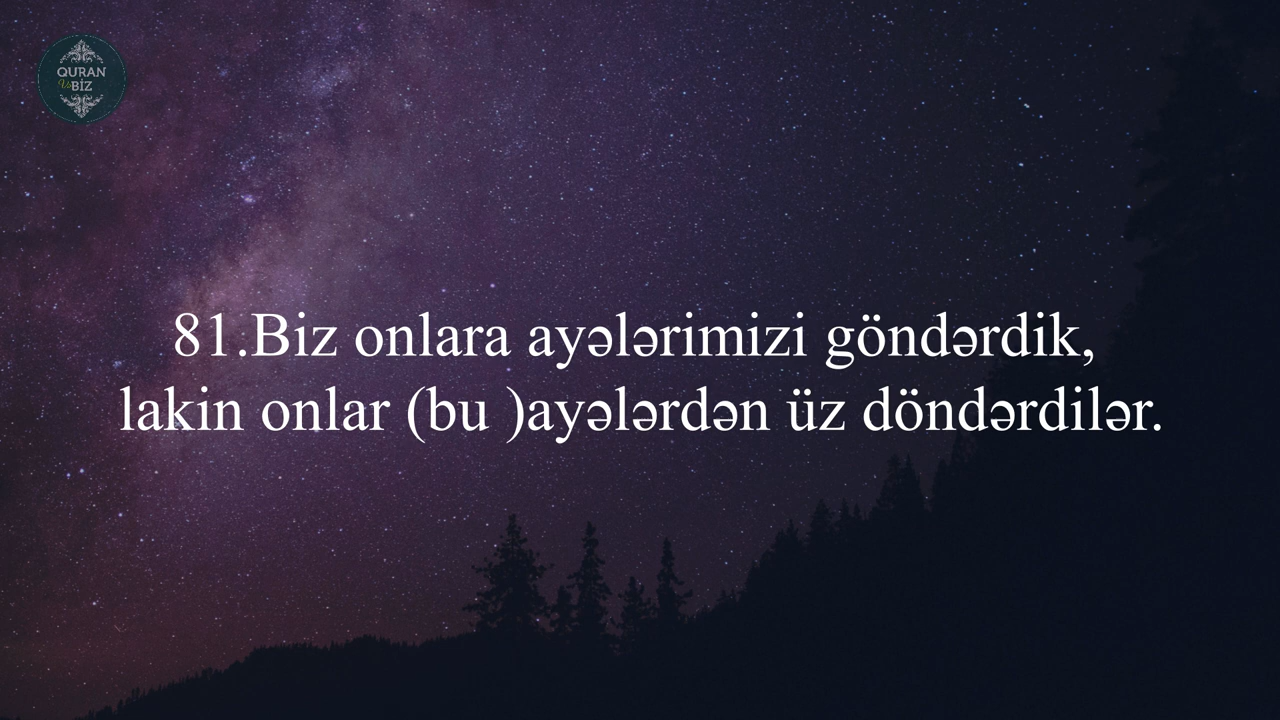 QURAN
Və BİZ
81.Biz onlara ayələrimizi göndərdik,
lakin onlar (bu )ayələrdən üz döndərdilər.